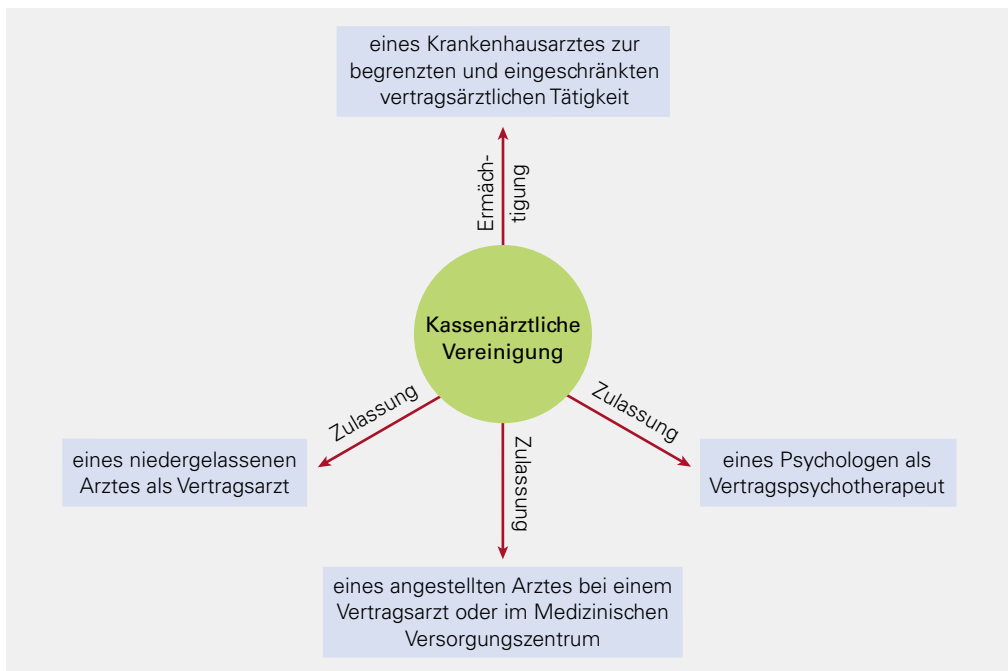 eines Krankenhausarztes zur
begrenzten und eingeschränkten
vertragsärztlichen Tätigkeit
Ermäch-
tigung
Kassenärztliche
Vereinigung
Zulassung
Zulassung
Zulassung
eines niedergelassenen
Arztes als Vertragsarzt
eines Psychologen als
Vertragspsychotherapeut
eines angestellten Arztes bei einem
Vertragsarzt oder im Medizinischen
Versorgungszentrum